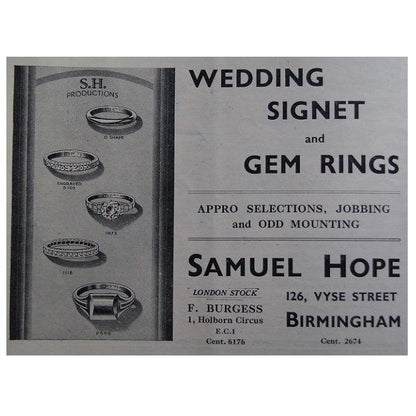 S.H.
PRODUCTIONS
D SHAPE
ENGRAVED
1118
WEDDING
SIGNET
and
GEM RINGS
APPRO SELECTIONS, JOBBING
and ODD MOUNTING
SAMUEL HOPE
LONDON STOCK
F. BURGESS
1, Holborn Circus
E.C.1
Cent. 6176
126, VYSE STREET
BIRMINGHAM
Cent. 2674